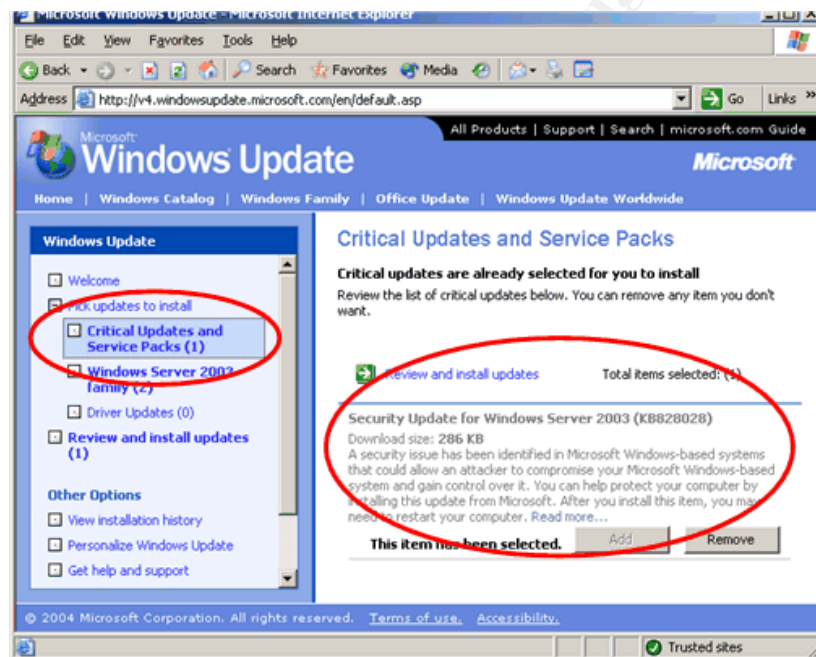 Microsoft Windows Update - Microsoft Internet Explorer
File Edit View Favorites Tools Help
Back Search Favorites Media
Address http://v4.windowsupdate.microsoft.com/en/default.asp Go Links »
All Products | Support | Search | microsoft.com Guide
Microsoft
Windows Update
Microsoft
Home | Windows Catalog | Windows Family | Office Update | Windows Update Worldwide
Windows Update
Welcome
Pick updates to install
Critical Updates and
Service Packs (1)
Windows Server 2003
family (2)
Driver Updates (0)
Review and install updates
(1)
Other Options
View installation history
Personalize Windows Update
Get help and support
Critical Updates and Service Packs
Critical updates are already selected for you to install
Review the list of critical updates below. You can remove any item you don't
want.
Review and install updates Total items selected: (1)
Security Update for Windows Server 2003 (KB828028)
Download size: 286 KB
A security issue has been identified in Microsoft Windows-based systems
that could allow an attacker to compromise your Microsoft Windows-based
system and gain control over it. You can help protect your computer by
installing this update from Microsoft. After you install this item, you may
need to restart your computer. Read more...
This item has been selected. Add Remove
© 2004 Microsoft Corporation. All rights reserved. Terms of use. Accessibility.
Trusted sites